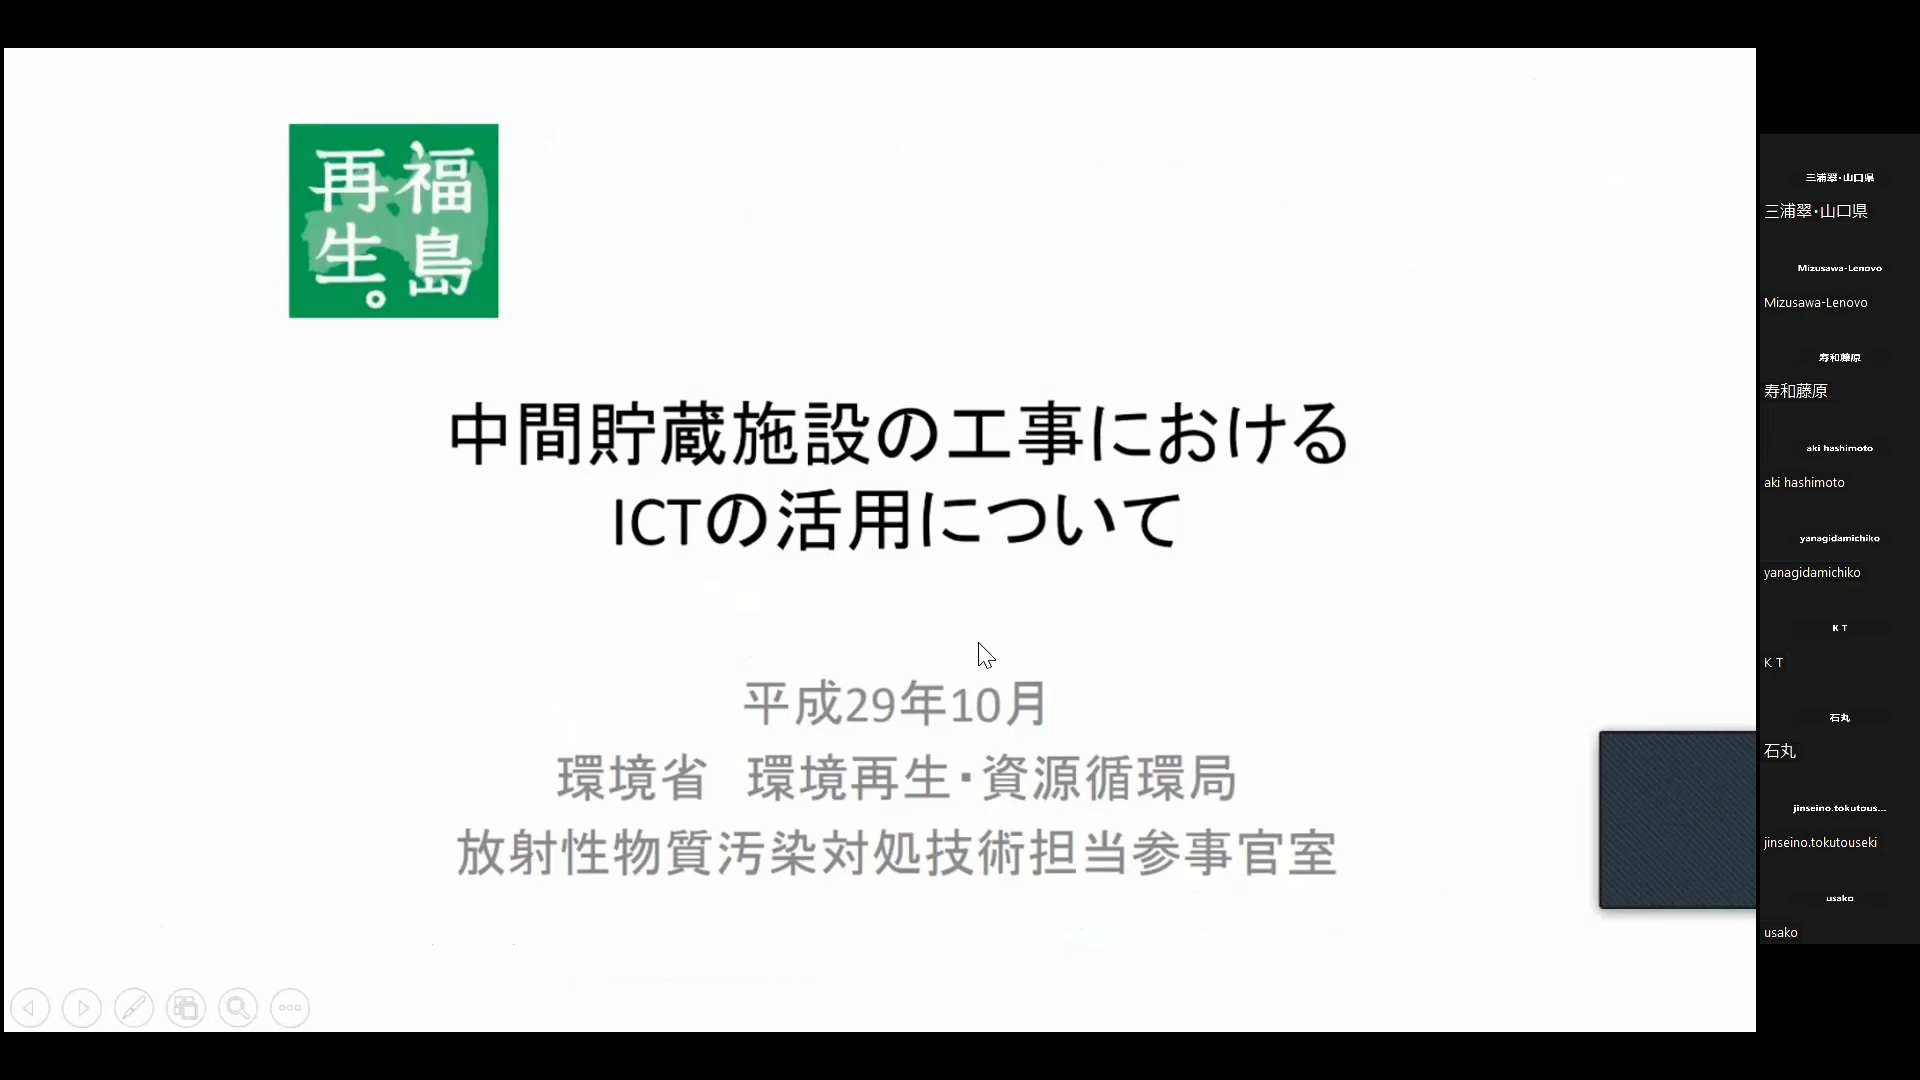 福島
再生。
中間貯蔵施設の工事における
ICTの活用について
平成29年10月
環境省　環境再生・資源循環局
放射性物質汚染対処技術担当参事官室
三浦翠・山口県
三浦翠・山口県
Mizusawa-Lenovo
Mizusawa-Lenovo
寿和藤原
寿和藤原
aki hashimoto
aki hashimoto
yanagidamichiko
yanagidamichiko
K T
K T
石丸
石丸
jinseino.tokutous...
jinseino.tokutouseki
usako
usako